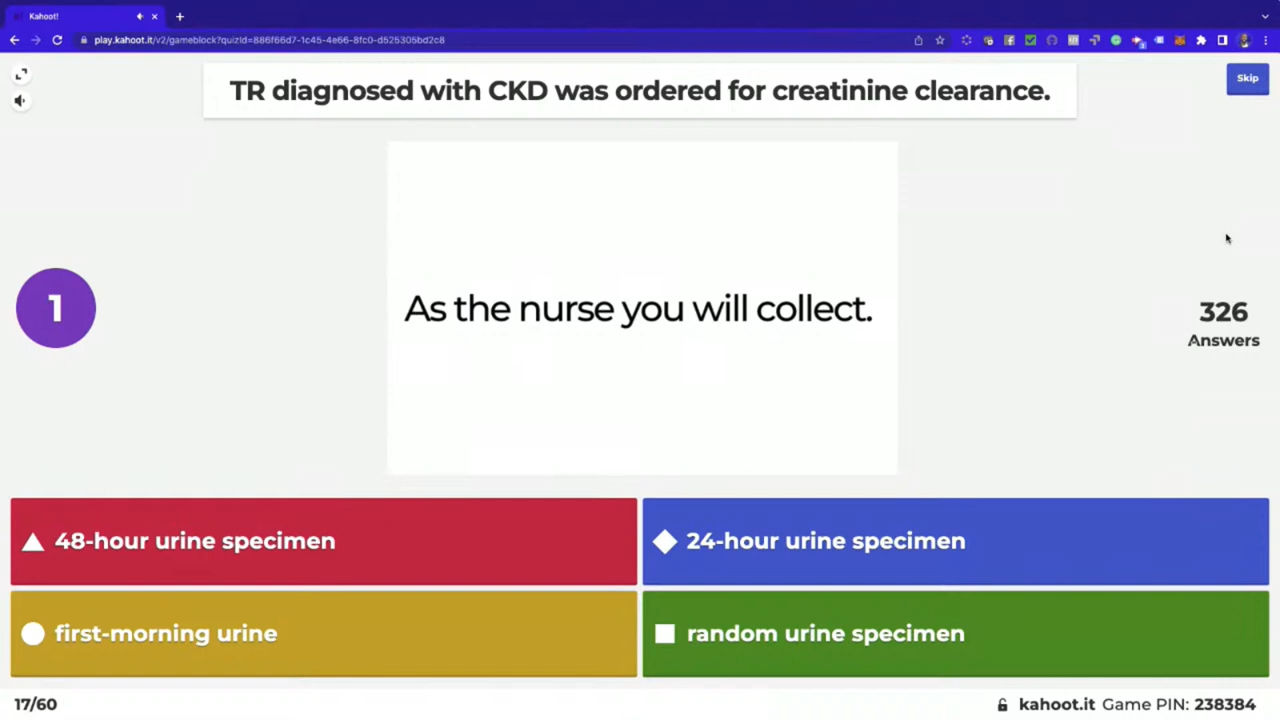 Kahoot!
play.kahoot.it/v2/gameblock?quizId=886f66d7-1c45-4e66-8fc0-d525305bd2c8
TR diagnosed with CKD was ordered for creatinine clearance.
Skip
As the nurse you will collect.
1
326
Answers
48-hour urine specimen
24-hour urine specimen
first-morning urine
random urine specimen
17/60
kahoot.it Game PIN: 238384